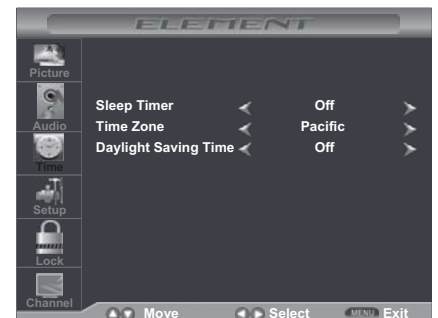 ELEMENT
Picture
Sleep Timer Off
Audio
Time Zone Pacific
Daylight Saving Time Off
Time
Setup
Lock
Channel
Move Select MENU Exit